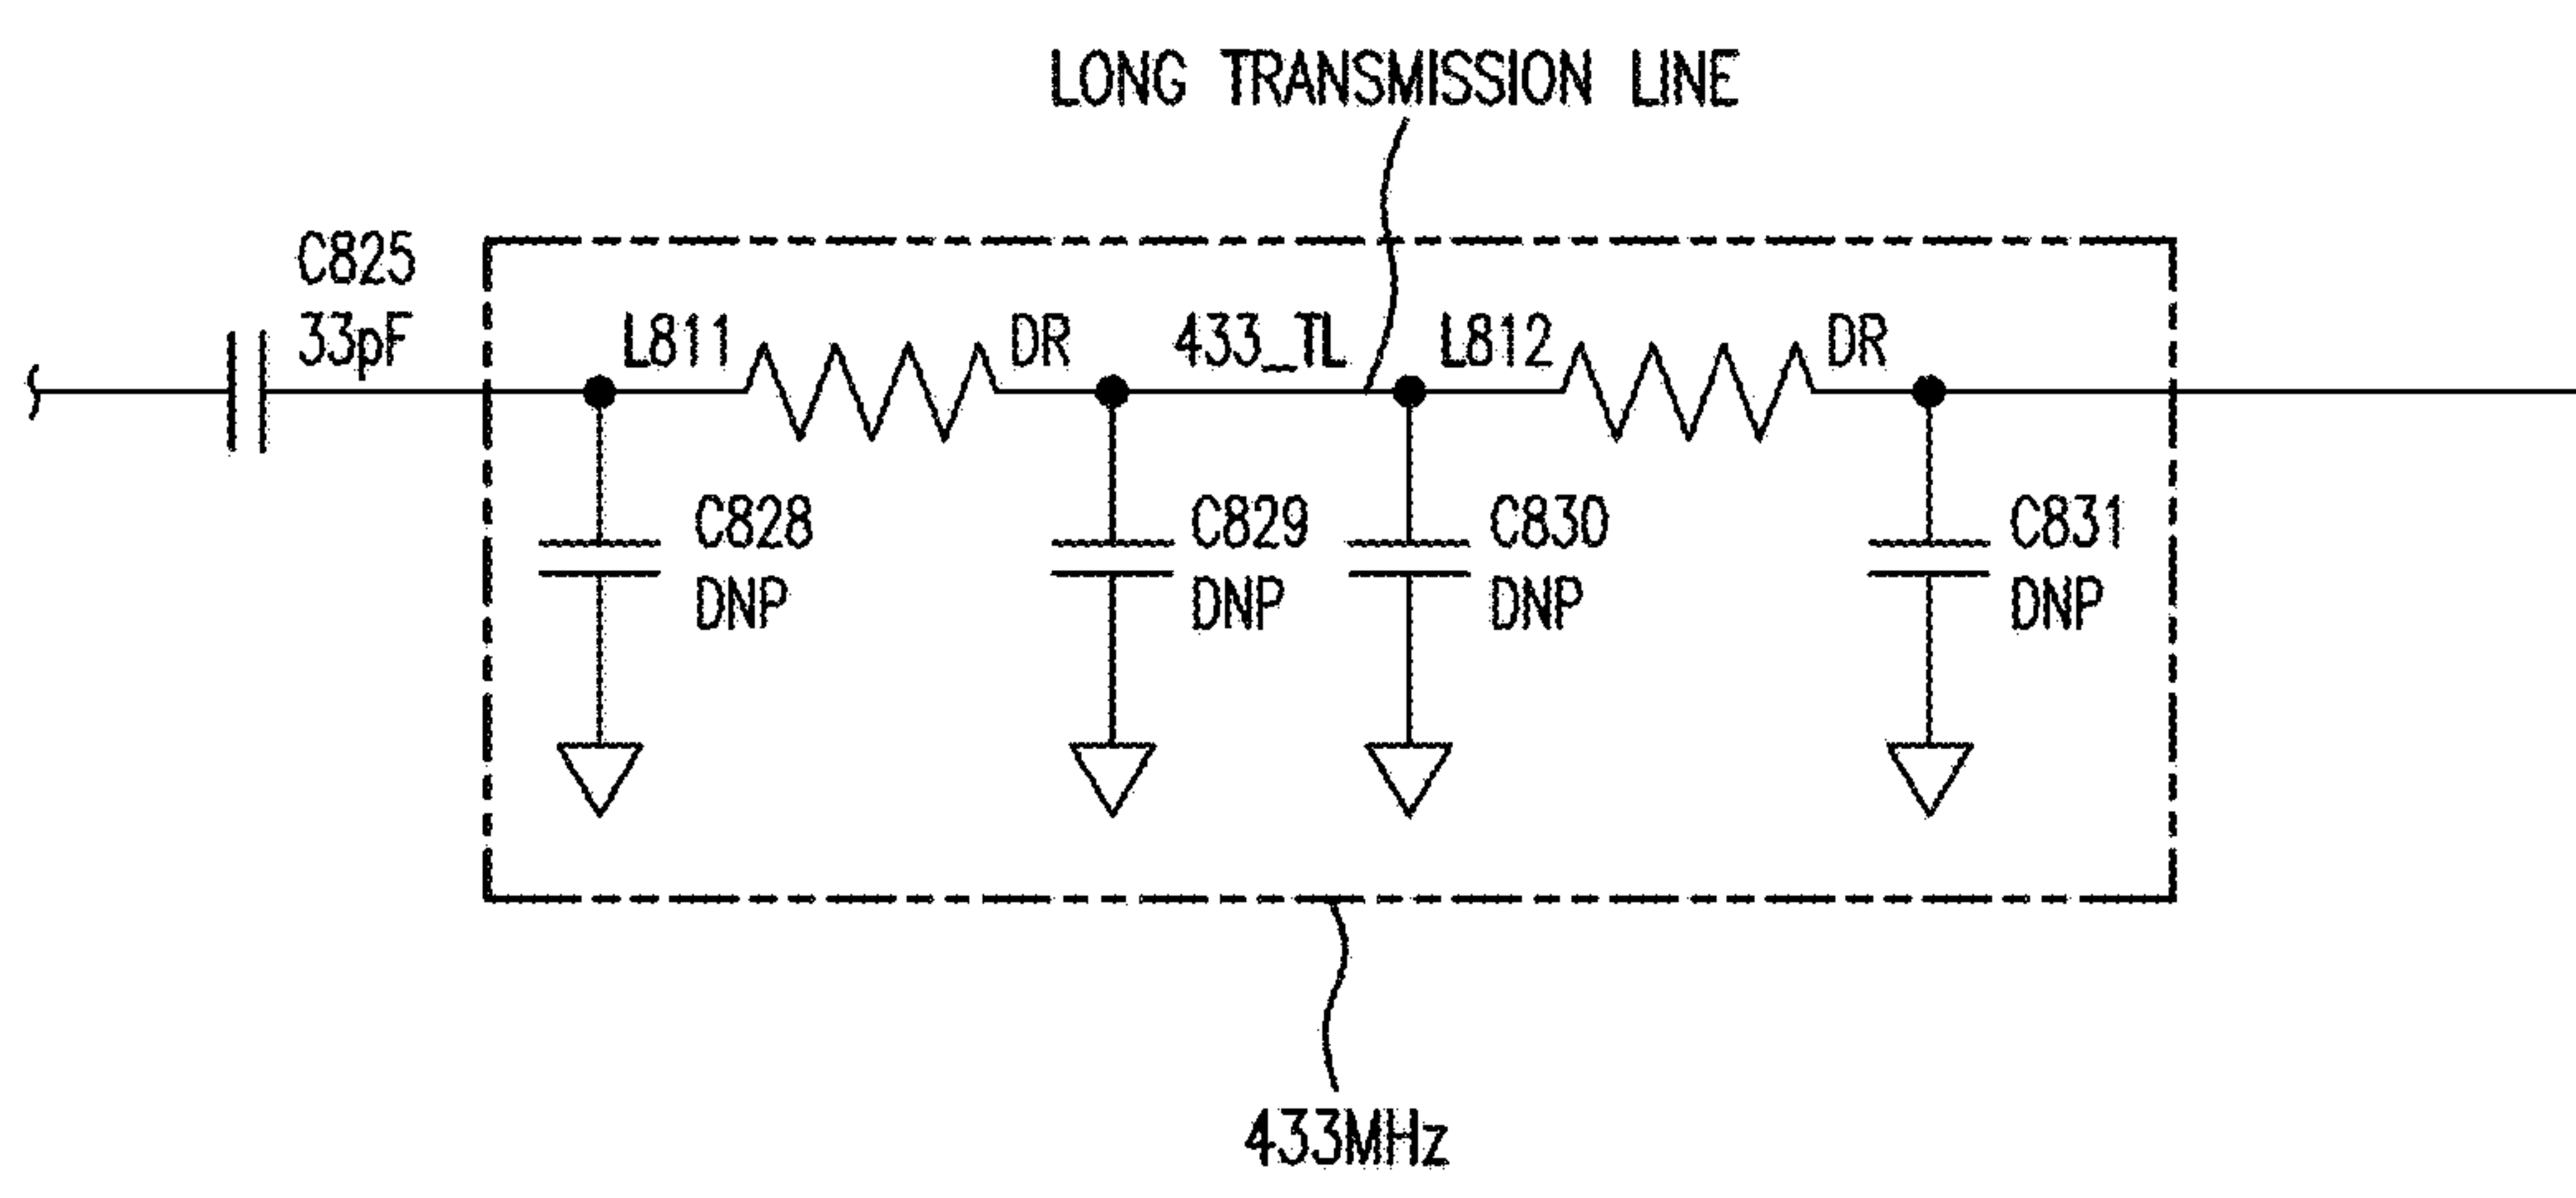 LONG TRANSMISSION LINE
C825
33pF
L811
DR
433_TL
L812
DR
C828
DNP
C829
DNP
C830
DNP
C831
DNP
433MHz